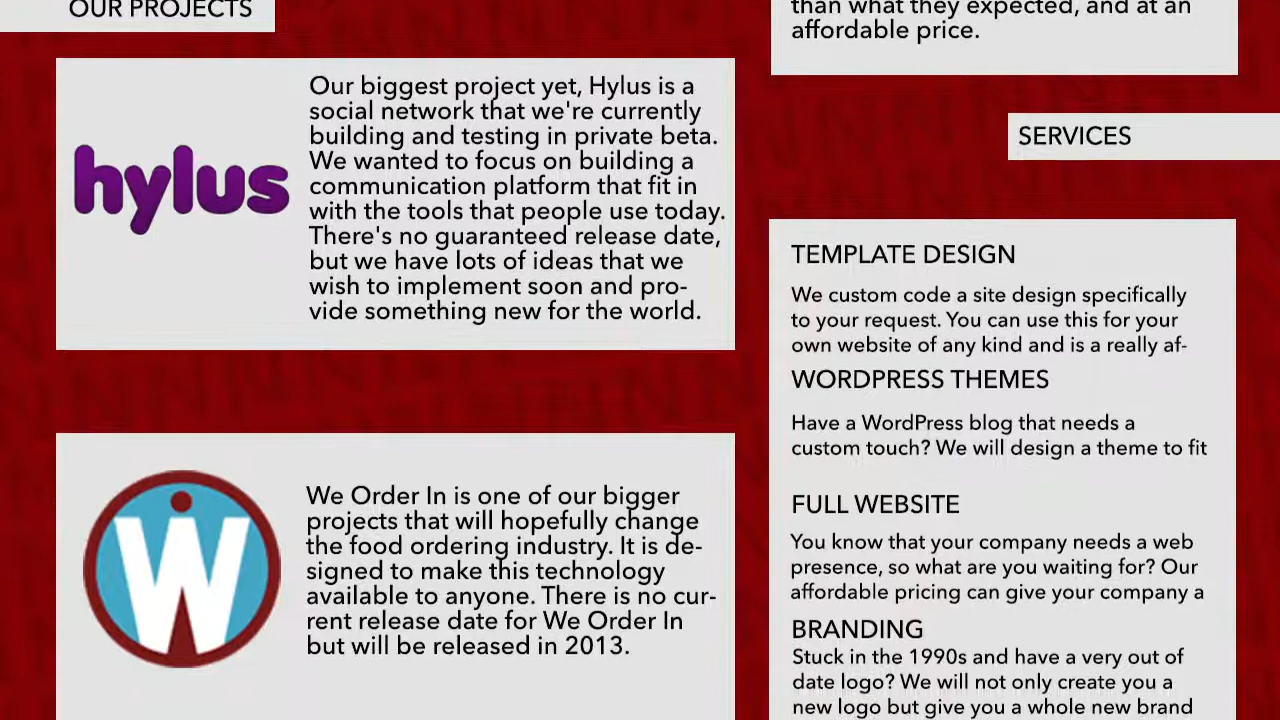 OUR PROJECTS
hylus
Our biggest project yet, Hylus is a
social network that we're currently
building and testing in private beta.
We wanted to focus on building a
communication platform that fit in
with the tools that people use today.
There's no guaranteed release date,
but we have lots of ideas that we
wish to implement soon and pro-
vide something new for the world.
W
We Order In is one of our bigger
projects that will hopefully change
the food ordering industry. It is de-
signed to make this technology
available to anyone. There is no cur-
rent release date for We Order In
but will be released in 2013.
than what they expected, and at an
affordable price.
SERVICES
TEMPLATE DESIGN
We custom code a site design specifically
to your request. You can use this for your
own website of any kind and is a really af-
WORDPRESS THEMES
Have a WordPress blog that needs a
custom touch? We will design a theme to fit
FULL WEBSITE
You know that your company needs a web
presence, so what are you waiting for? Our
affordable pricing can give your company a
BRANDING
Stuck in the 1990s and have a very out of
date logo? We will not only create you a
new logo but give you a whole new brand